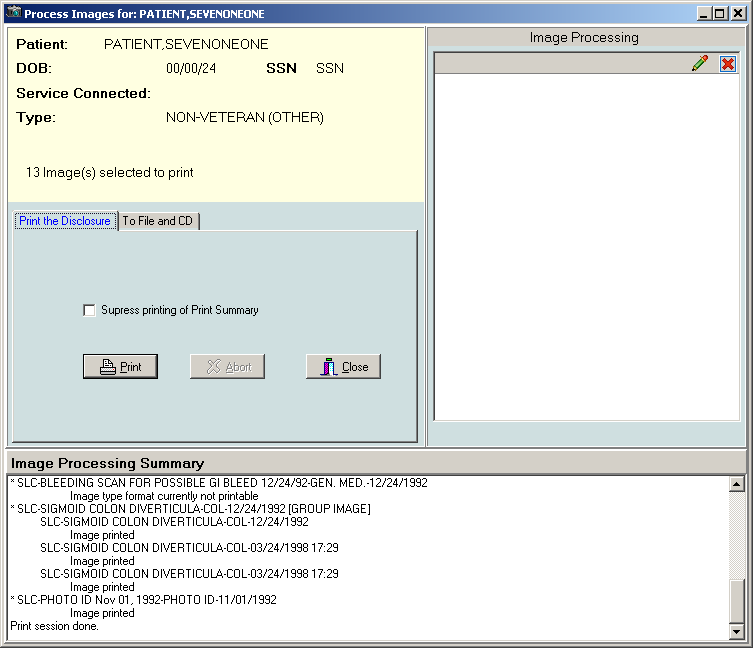 Process Images for: PATIENT,SEVENONEONE
Patient: PATIENT,SEVENONEONE
DOB: 00/00/24 SSN SSN
Service Connected:
Type: NON-VETERAN (OTHER)
13 Image(s) selected to print
Image Processing
Print the Disclosure To File and CD
Supress printing of Print Summary
Print Abort Close
Image Processing Summary
* SLC-BLEEDING SCAN FOR POSSIBLE GI BLEED 12/24/92-GEN. MED.-12/24/1992
Image type format currently not printable
* SLC-SIGMOID COLON DIVERTICULA-COL-12/24/1992 [GROUP IMAGE]
SLC-SIGMOID COLON DIVERTICULA-COL-12/24/1992
Image printed
SLC-SIGMOID COLON DIVERTICULA-COL-03/24/1998 17:29
Image printed
SLC-SIGMOID COLON DIVERTICULA-COL-03/24/1998 17:29
Image printed
* SLC-PHOTO ID Nov 01, 1992-PHOTO ID-11/01/1992
Image printed
Print session done.